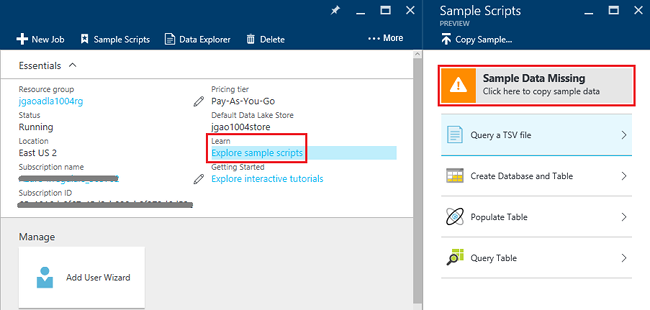 + New Job
Sample Scripts
Data Explorer
Delete
... More
Essentials
Resource group
jgaoadla1004rg
Status
Running
Location
East US 2
Subscription name
Subscription ID
Pricing tier
Pay-As-You-Go
Default Data Lake Store
jgao1004store
Learn
Explore sample scripts
Getting Started
Explore interactive tutorials
Manage
Add User Wizard
Sample Scripts
PREVIEW
Copy Sample...
Sample Data Missing
Click here to copy sample data
Query a TSV file
Create Database and Table
Populate Table
Query Table